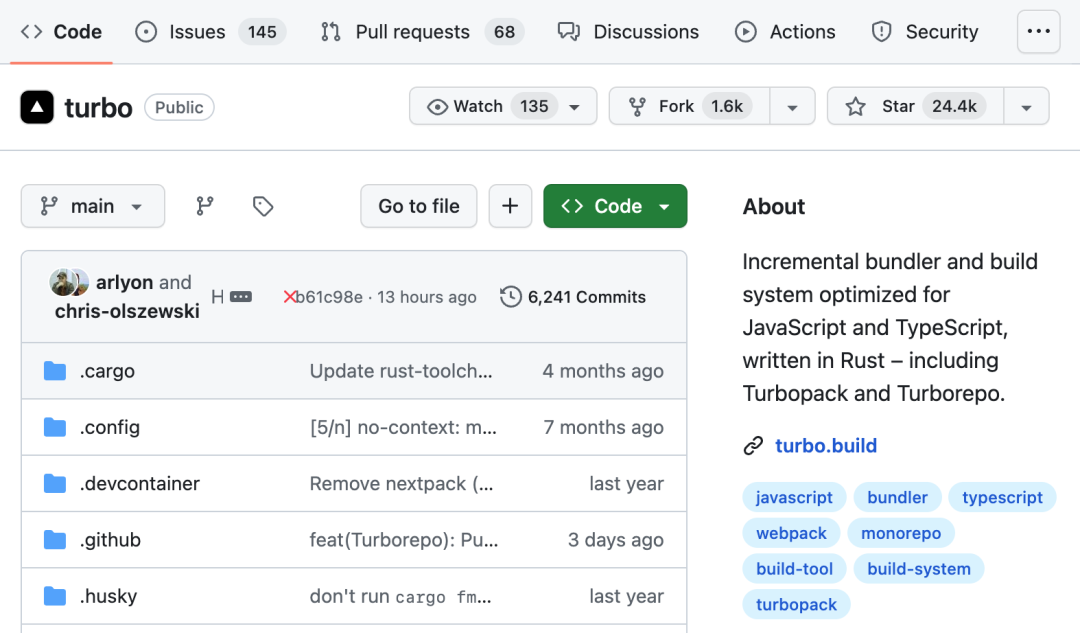 Code Issues 145 Pull requests 68 Discussions Actions Security
turbo Public Watch 135 Fork 1.6k Star 24.4k
main Go to file Code
arlyon and
chris-olszewski
H b61c98e · 13 hours ago 6,241 Commits
.cargo Update rust-toolch... 4 months ago
.config [5/n] no-context: m... 7 months ago
.devcontainer Remove nextpack (... last year
.github feat(Turborepo): Pu... 3 days ago
.husky don't run cargo fm... last year
About
Incremental bundler and build
system optimized for
JavaScript and TypeScript,
written in Rust – including
Turbopack and Turborepo.
turbo.build
javascript bundler typescript
webpack monorepo
build-tool build-system
turbopack